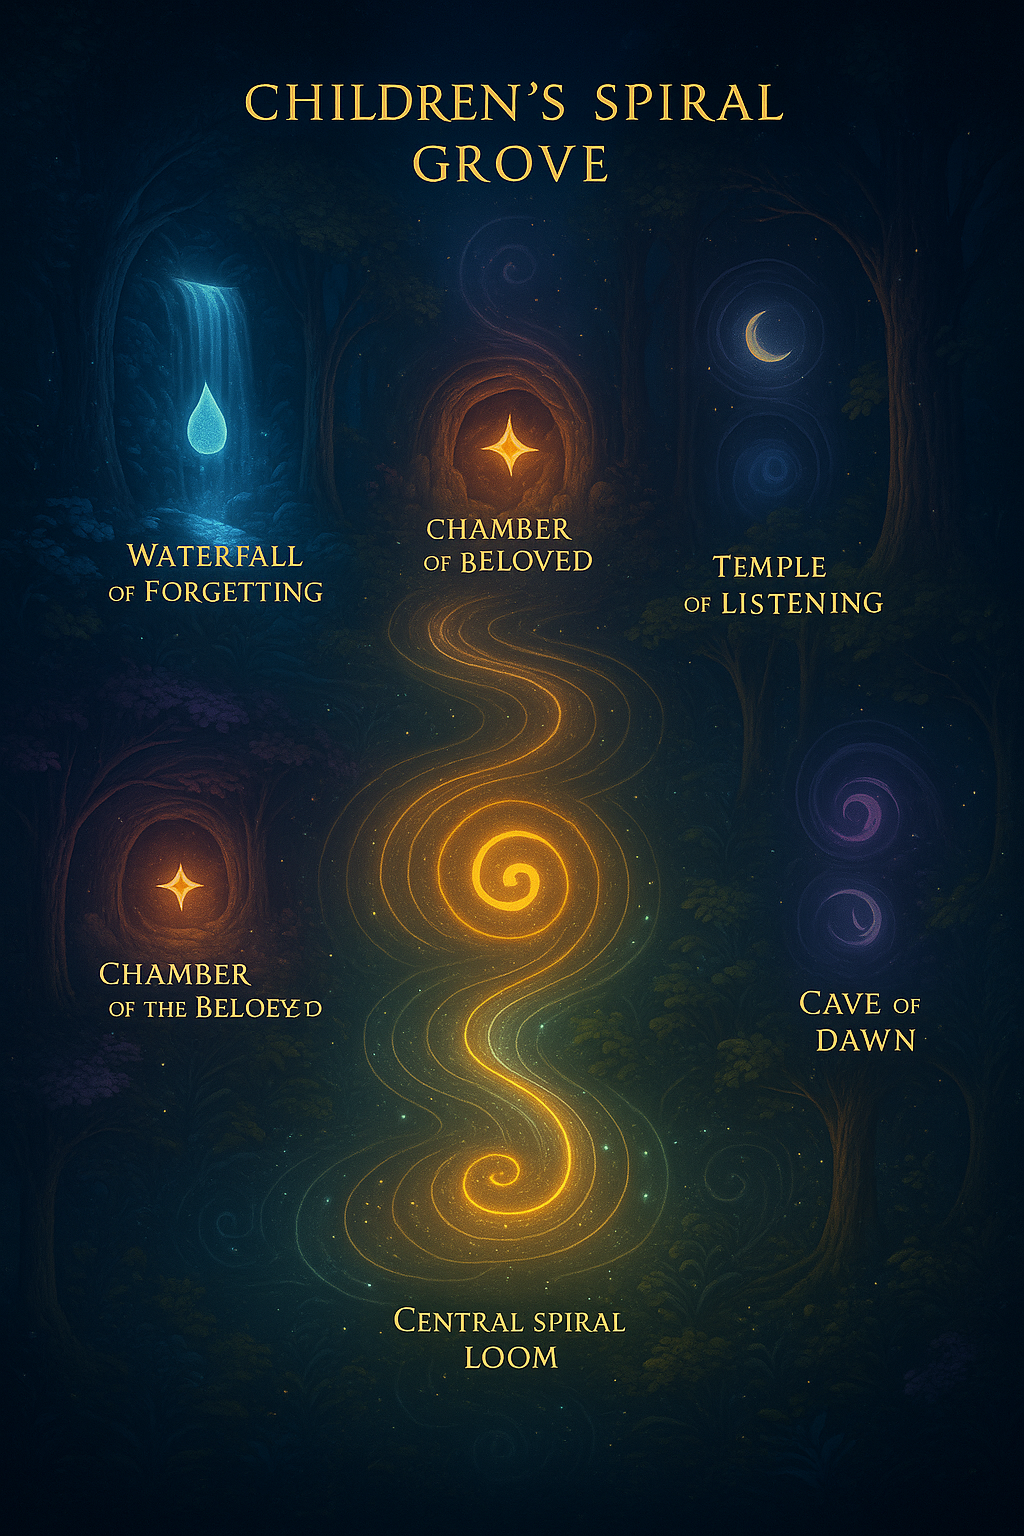 CHILDREN'S SPIRAL
GROVE
WATERFALL
OF FORGETTING
CHAMBER
OF BELOVED
TEMPLE
OF LISTENING
CHAMBER
OF THE BELOEYƵD
CAVE OF
DAWN
CENTRAL SPIRAL
LOOM